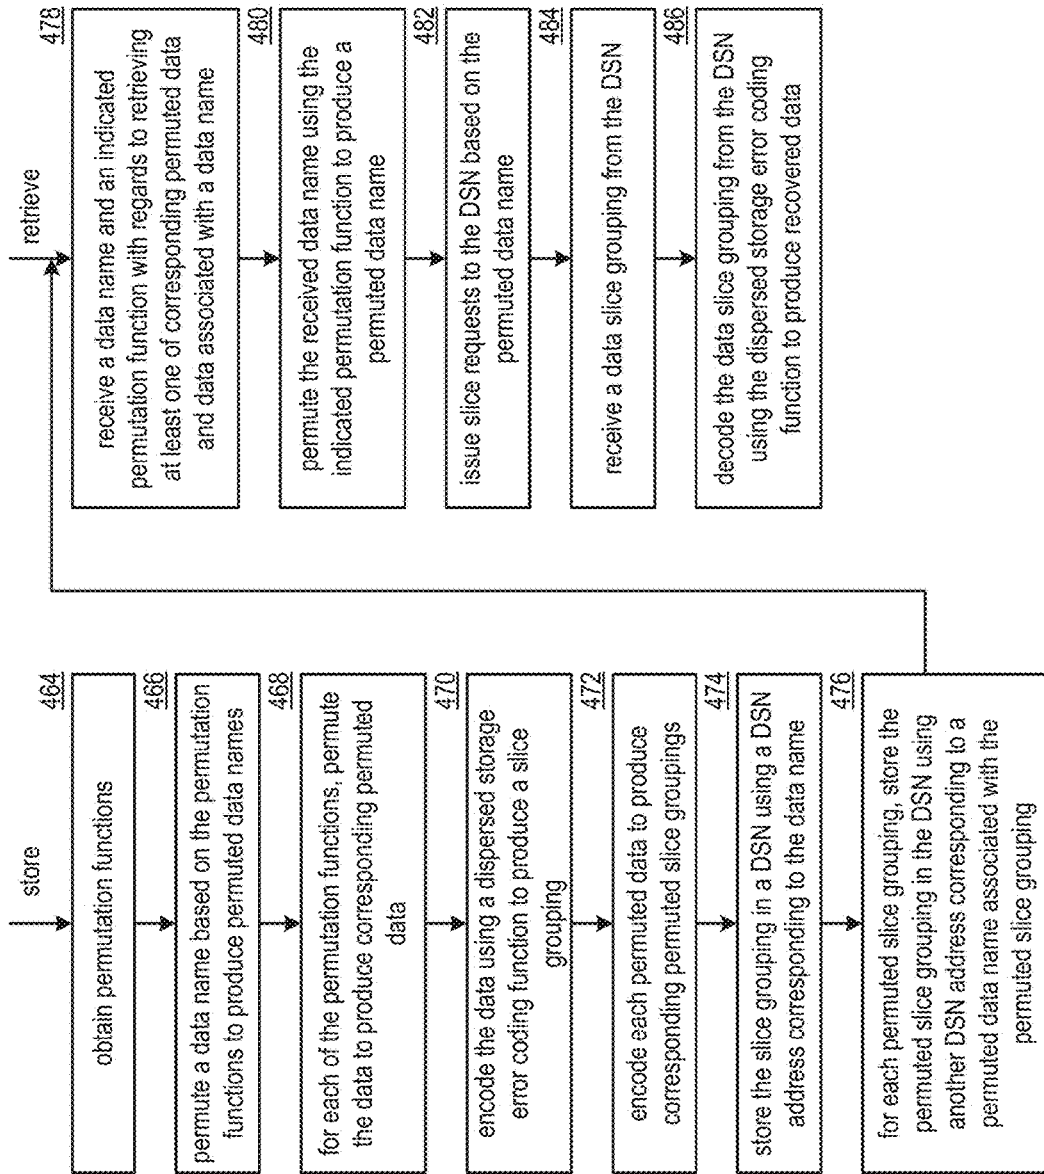 store
464
obtain permutation functions
466
permute a data name based on the permutation
functions to produce permuted data names
468
for each of the permutation functions, permute
the data to produce corresponding permuted
data
470
encode the data using a dispersed storage
error coding function to produce a slice
grouping
472
encode each permuted data to produce
corresponding permuted slice groupings
474
store the slice grouping in a DSN using a DSN
address corresponding to the data name
476
for each permuted slice grouping, store the
permuted slice grouping in the DSN using
another DSN address corresponding to a
permuted data name associated with the
permuted slice grouping
retrieve
478
receive a data name and an indicated
permutation function with regards to retrieving
at least one of corresponding permuted data
and data associated with a data name
480
permute the received data name using the
indicated permutation function to produce a
permuted data name
482
issue slice requests to the DSN based on the
permuted data name
484
receive a data slice grouping from the DSN
486
decode the data slice grouping from the DSN
using the dispersed storage error coding
function to produce recovered data